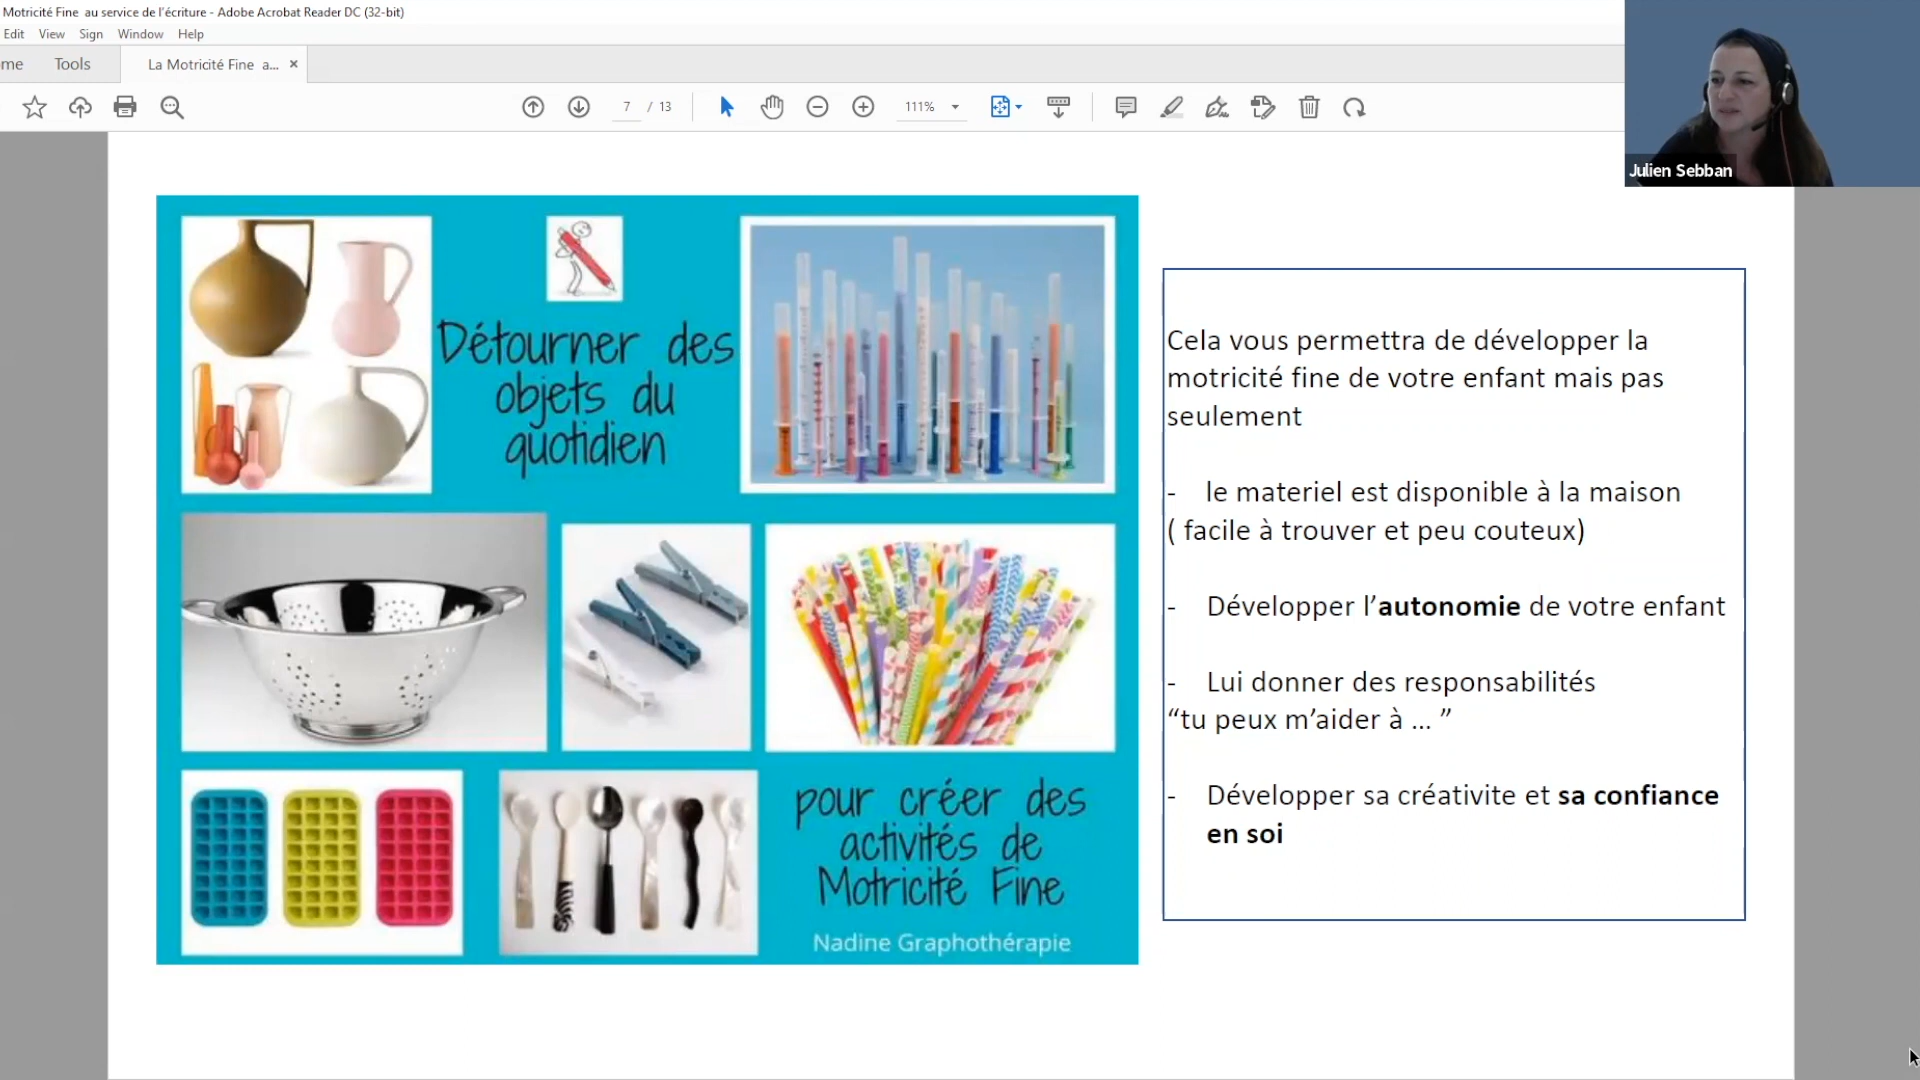 Motricité Fine  au service de l'écriture - Adobe Acrobat Reader DC (32-bit)
Edit View Sign Window Help
me Tools La Motricité Fine a... ×
7 / 13 111%
Julien Sebban
Détourner des
objets du
quotidien
pour créer des
activités de
Motricité Fine
Nadine Graphothérapie
Cela vous permettra de développer la
motricité fine de votre enfant mais pas
seulement
- le materiel est disponible à la maison
( facile à trouver et peu couteux)
- Développer l’autonomie de votre enfant
- Lui donner des responsabilités
“tu peux m’aider à ... ”
- Développer sa créativite et sa confiance
en soi